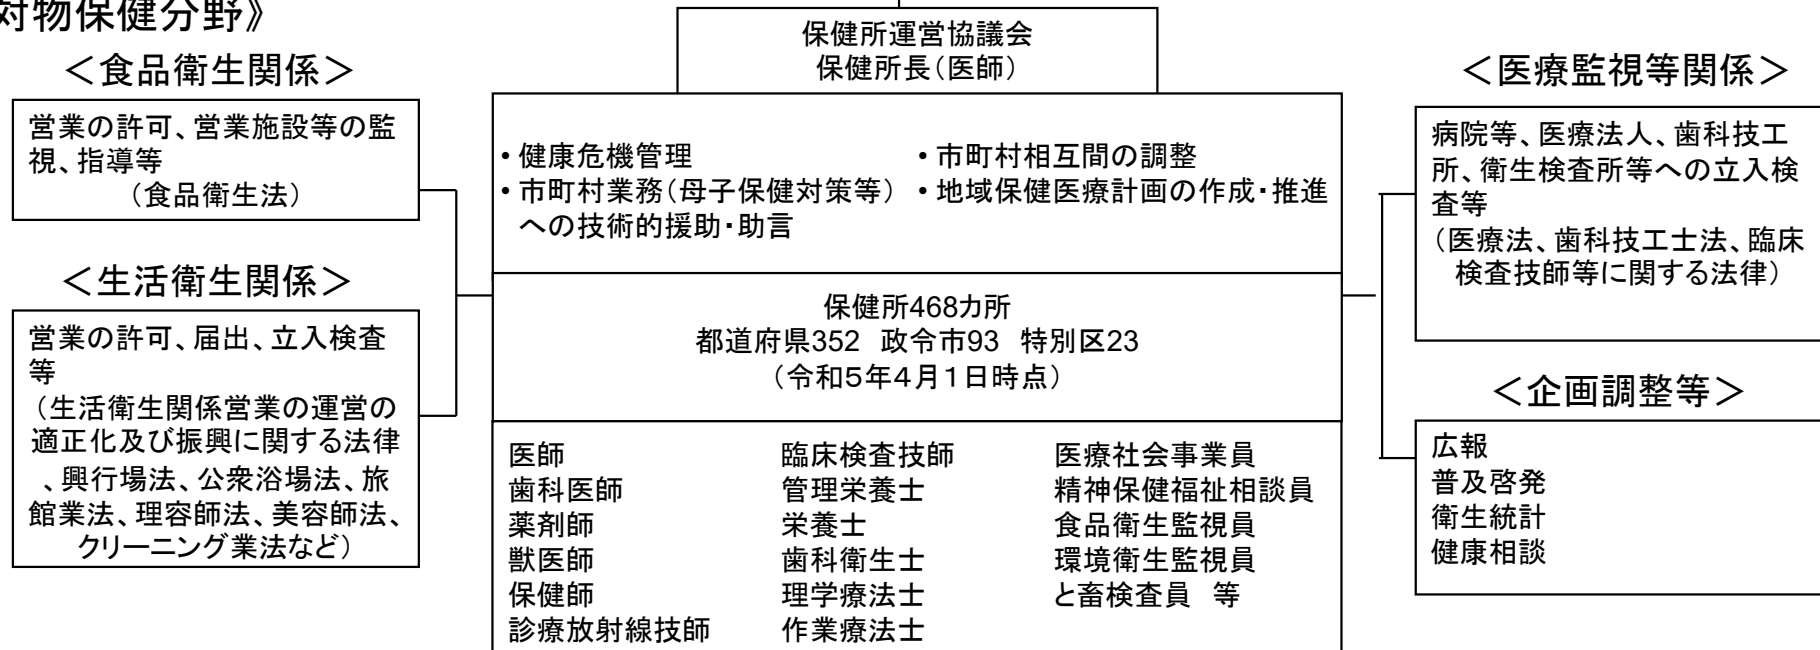 対物保健分野》
＜食品衛生関係＞
営業の許可、営業施設等の監
視、指導等
（食品衛生法）
＜生活衛生関係＞
営業の許可、届出、立入検査
等
（生活衛生関係営業の運営の
適正化及び振興に関する法律
、興行場法、公衆浴場法、旅
館業法、理容師法、美容師法、
クリーニング業法など）
保健所運営協議会
保健所長（医師）
・健康危機管理
・市町村業務（母子保健対策等）
への技術的援助・助言
・市町村相互間の調整
・地域保健医療計画の作成・推進
保健所468カ所
都道府県352 政令市93 特別区23
（令和5年4月1日時点）
医師
歯科医師
薬剤師
獣医師
保健師
診療放射線技師
臨床検査技師
管理栄養士
栄養士
歯科衛生士
理学療法士
作業療法士
医療社会事業員
精神保健福祉相談員
食品衛生監視員
環境衛生監視員
と畜検査員 等
＜医療監視等関係＞
病院等、医療法人、歯科技工
所、衛生検査所等への立入検
査等
（医療法、歯科技工士法、臨床
検査技師等に関する法律）
＜企画調整等＞
広報
普及啓発
衛生統計
健康相談